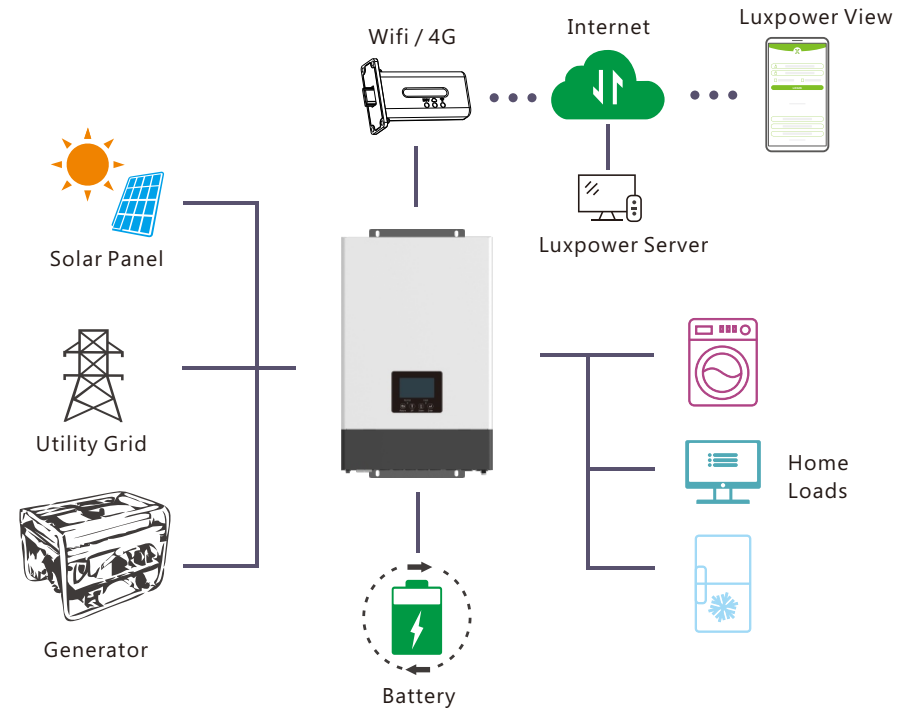 Luxpower View
Internet
Wifi / 4G
Luxpower Server
Solar Panel
Utility Grid
Home
Loads
Generator
Battery